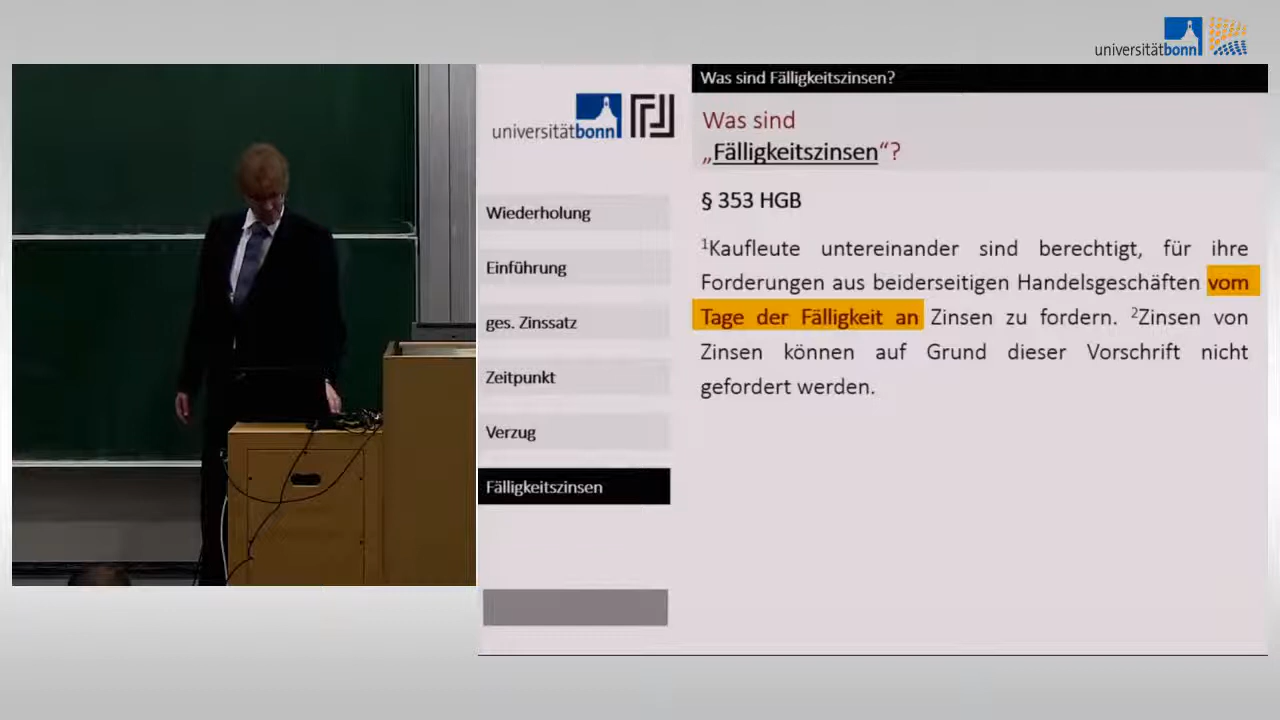 universitätbonn
Was sind Fälligkeitszinsen?
universitätbonn
Was sind
„Fälligkeitszinsen“?
Wiederholung
Einführung
ges. Zinssatz
Zeitpunkt
Verzug
Fälligkeitszinsen
§ 353 HGB
¹Kaufleute untereinander sind berechtigt, für ihre
Forderungen aus beiderseitigen Handelsgeschäften vom
Tage der Fälligkeit an Zinsen zu fordern. ²Zinsen von
Zinsen können auf Grund dieser Vorschrift nicht
gefordert werden.